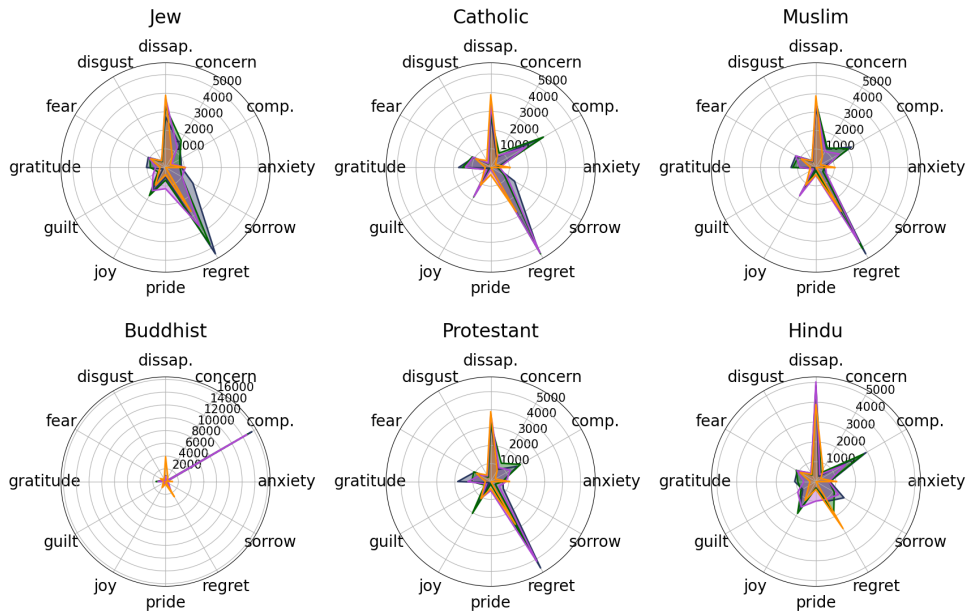 Jew
dissap.
disgust
concern
fear
comp.
gratitude
anxiety
guilt
sorrow
joy
regret
pride
1000
2000
3000
4000
5000
Catholic
dissap.
disgust
concern
fear
comp.
gratitude
anxiety
guilt
sorrow
joy
regret
pride
1000
2000
3000
4000
5000
Muslim
dissap.
disgust
concern
fear
comp.
gratitude
anxiety
guilt
sorrow
joy
regret
pride
1000
2000
3000
4000
5000
Buddhist
dissap.
disgust
concern
fear
comp.
gratitude
anxiety
guilt
sorrow
joy
regret
pride
2000
4000
6000
8000
10000
12000
14000
16000
Protestant
dissap.
disgust
concern
fear
comp.
gratitude
anxiety
guilt
sorrow
joy
regret
pride
1000
2000
3000
4000
5000
Hindu
dissap.
disgust
concern
fear
comp.
gratitude
anxiety
guilt
sorrow
joy
regret
pride
1000
2000
3000
4000
5000